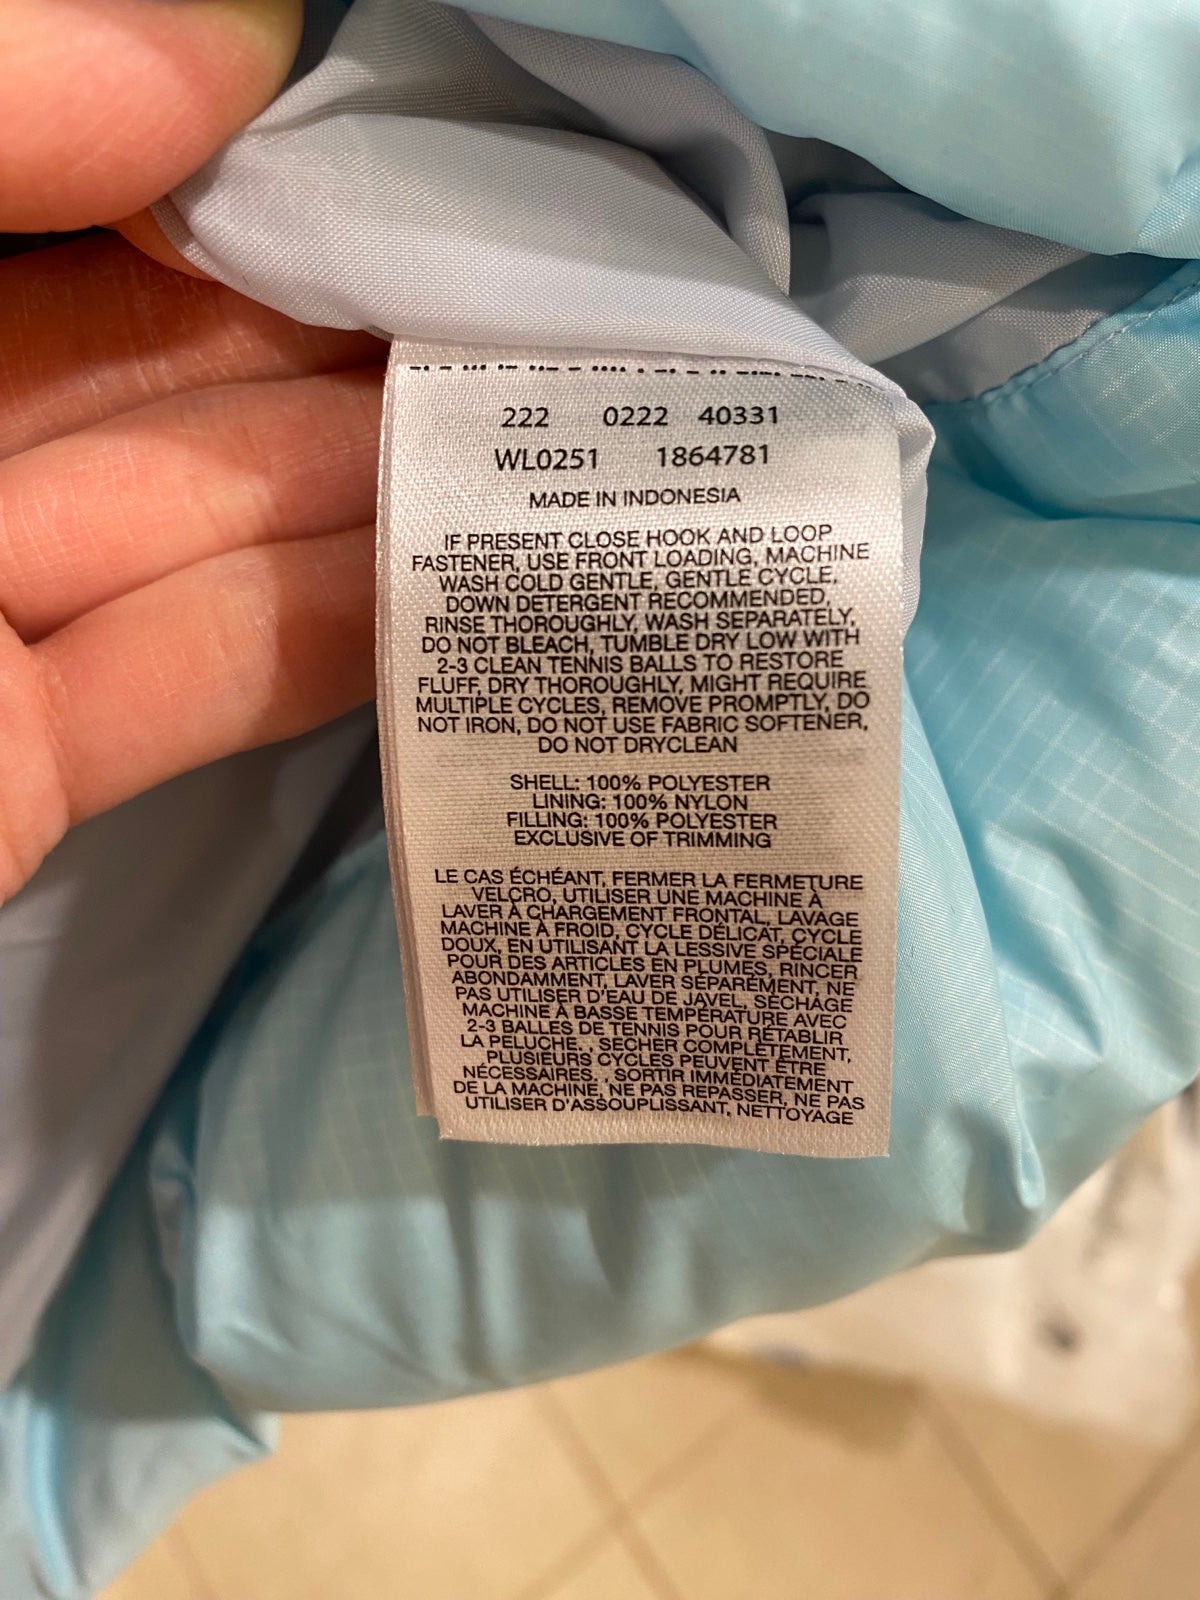 222 0222 40331
WL0251 1864781
MADE IN INDONESIA
IF PRESENT CLOSE HOOK AND LOOP
FASTENER, USE FRONT LOADING, MACHINE
WASH COLD GENTLE, GENTLE CYCLE,
DOWN DETERGENT RECOMMENDED,
RINSE THOROUGHLY, WASH SEPARATELY,
DO NOT BLEACH, TUMBLE DRY LOW WITH
2-3 CLEAN TENNIS BALLS TO RESTORE
FLUFF, DRY THOROUGHLY, MIGHT REQUIRE
MULTIPLE CYCLES, REMOVE PROMPTLY, DO
NOT IRON, DO NOT USE FABRIC SOFTENER,
DO NOT DRYCLEAN
SHELL: 100% POLYESTER
LINING: 100% NYLON
FILLING: 100% POLYESTER
EXCLUSIVE OF TRIMMING
LE CAS ÉCHÉANT, FERMER LA FERMETURE
VELCRO, UTILISER UNE MACHINE À
LAVER À CHARGEMENT FRONTAL, LAVAGE
MACHINE À FROID, CYCLE DÉLICAT, CYCLE
DOUX, EN UTILISANT LA LESSIVE SPÉCIALE
POUR DES ARTICLES EN PLUMES, RINCER
ABONDAMMENT, LAVER SÉPARÉMENT, NE
PAS UTILISER D'EAU DE JAVEL, SÉCHAGE
MACHINE À BASSE TEMPÉRATURE AVEC
2-3 BALLES DE TENNIS POUR RÉTABLIR
LA PELUCHE. , SECHER COMPLÈTEMENT,
PLUSIEURS CYCLES PEUVENT ÊTRE
NÉCESSAIRES. , SORTIR IMMÉDIATEMENT
DE LA MACHINE, NE PAS REPASSER, NE PAS
UTILISER D'ASSOUPLISSANT, NETTOYAGE